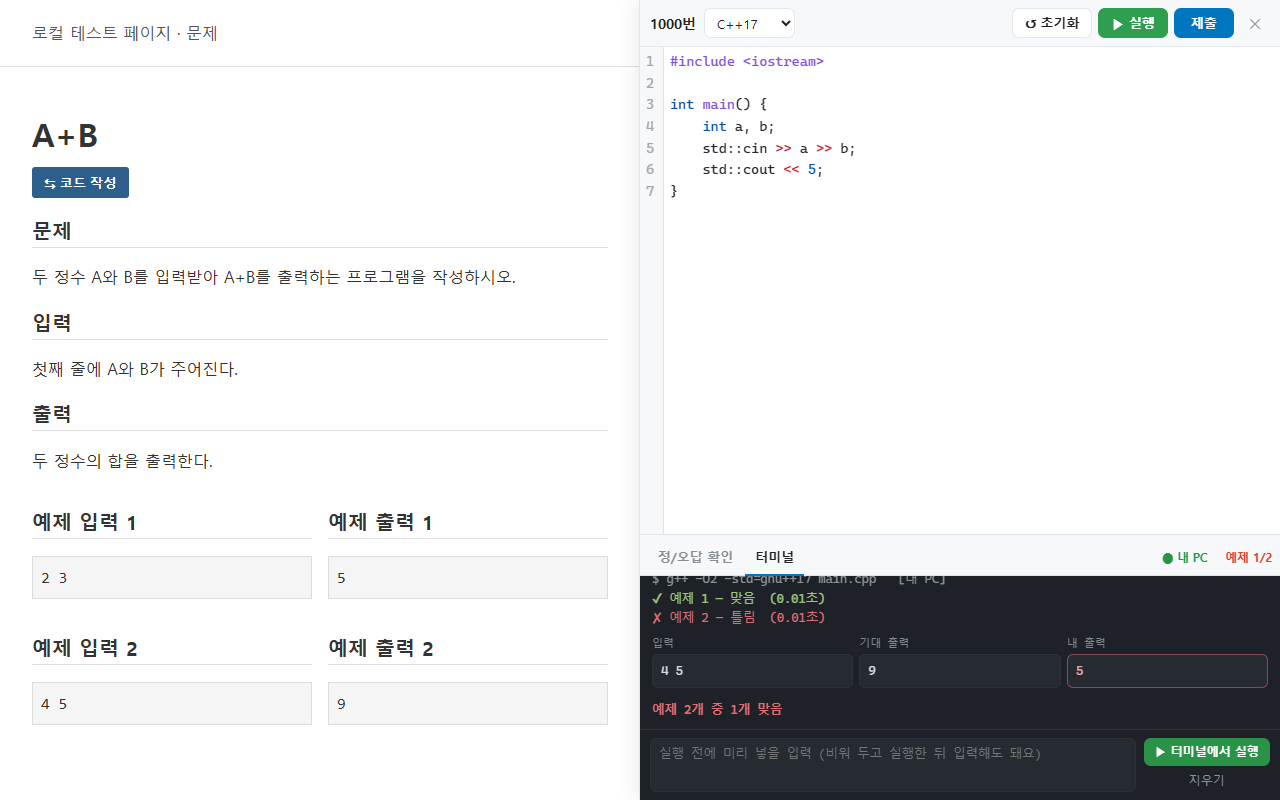 로컬 테스트 페이지 · 문제
A+B
⇆ 코드 작성
문제
두 정수 A와 B를 입력받아 A+B를 출력하는 프로그램을 작성하시오.
입력
첫째 줄에 A와 B가 주어진다.
출력
두 정수의 합을 출력한다.
예제 입력 1
예제 출력 1
2 3
5
예제 입력 2
예제 출력 2
4 5
9
1000번
C++17
↺ 초기화
▶ 실행
제출
×
1 #include <iostream>
2
3 int main() {
4     int a, b;
5     std::cin >> a >> b;
6     std::cout << 5;
7 }
정/오답 확인
터미널
● 내 PC
예제 1/2
$ g++ -O2 -std=gnu++17 main.cpp   [내 PC]
✓ 예제 1 — 맞음  (0.01초)
✗ 예제 2 — 틀림  (0.01초)
입력
기대 출력
내 출력
4 5
9
5
예제 2개 중 1개 맞음
실행 전에 미리 넣을 입력 (비워 두고 실행한 뒤 입력해도 돼요)
▶ 터미널에서 실행
지우기